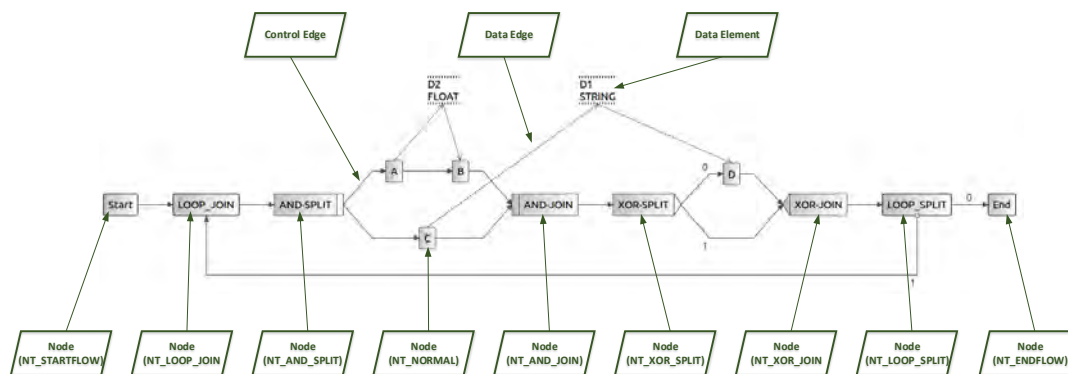 Control Edge
Data Edge
Data Element
D2
FLOAT
D1
STRING
A
B
0
D
Start
LOOP_JOIN
AND-SPLIT
AND-JOIN
XOR-SPLIT
XOR-JOIN
LOOP_SPLIT
0
End
C
1
1
Node
(NT_STARTFLOW)
Node
(NT_LOOP_JOIN
Node
(NT_AND_SPLIT)
Node
(NT_NORMAL)
Node
(NT_AND_JOIN)
Node
(NT_XOR_SPLIT)
Node
(NT_XOR_JOIN
Node
(NT_LOOP_SPLIT
Node
(NT_ENDFLOW)